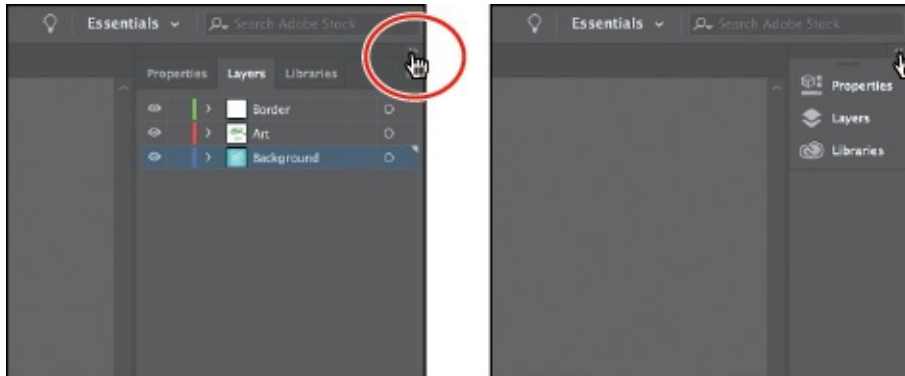 Essentials
Search Adobe Stock
Properties Layers Libraries
Border
Art
Background
Essentials
Search Adobe Stock
Properties
Layers
Libraries